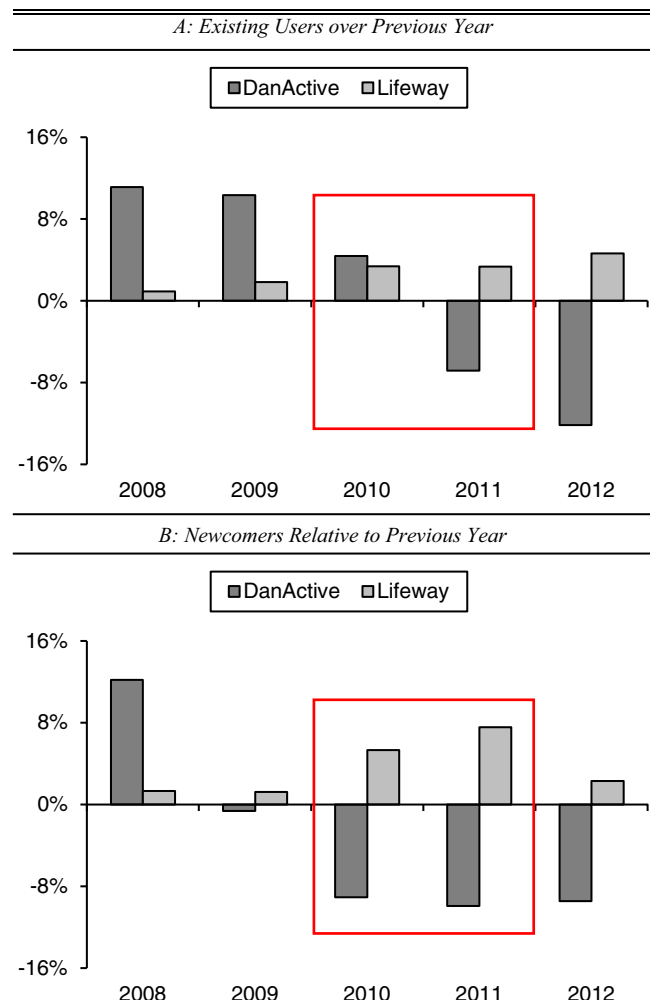 A: Existing Users over Previous Year
DanActive Lifeway
16%
8%
0%
-8%
-16%
2008 2009 2010 2011 2012
B: Newcomers Relative to Previous Year
DanActive Lifeway
16%
8%
0%
-8%
-16%
2008 2009 2010 2011 2012